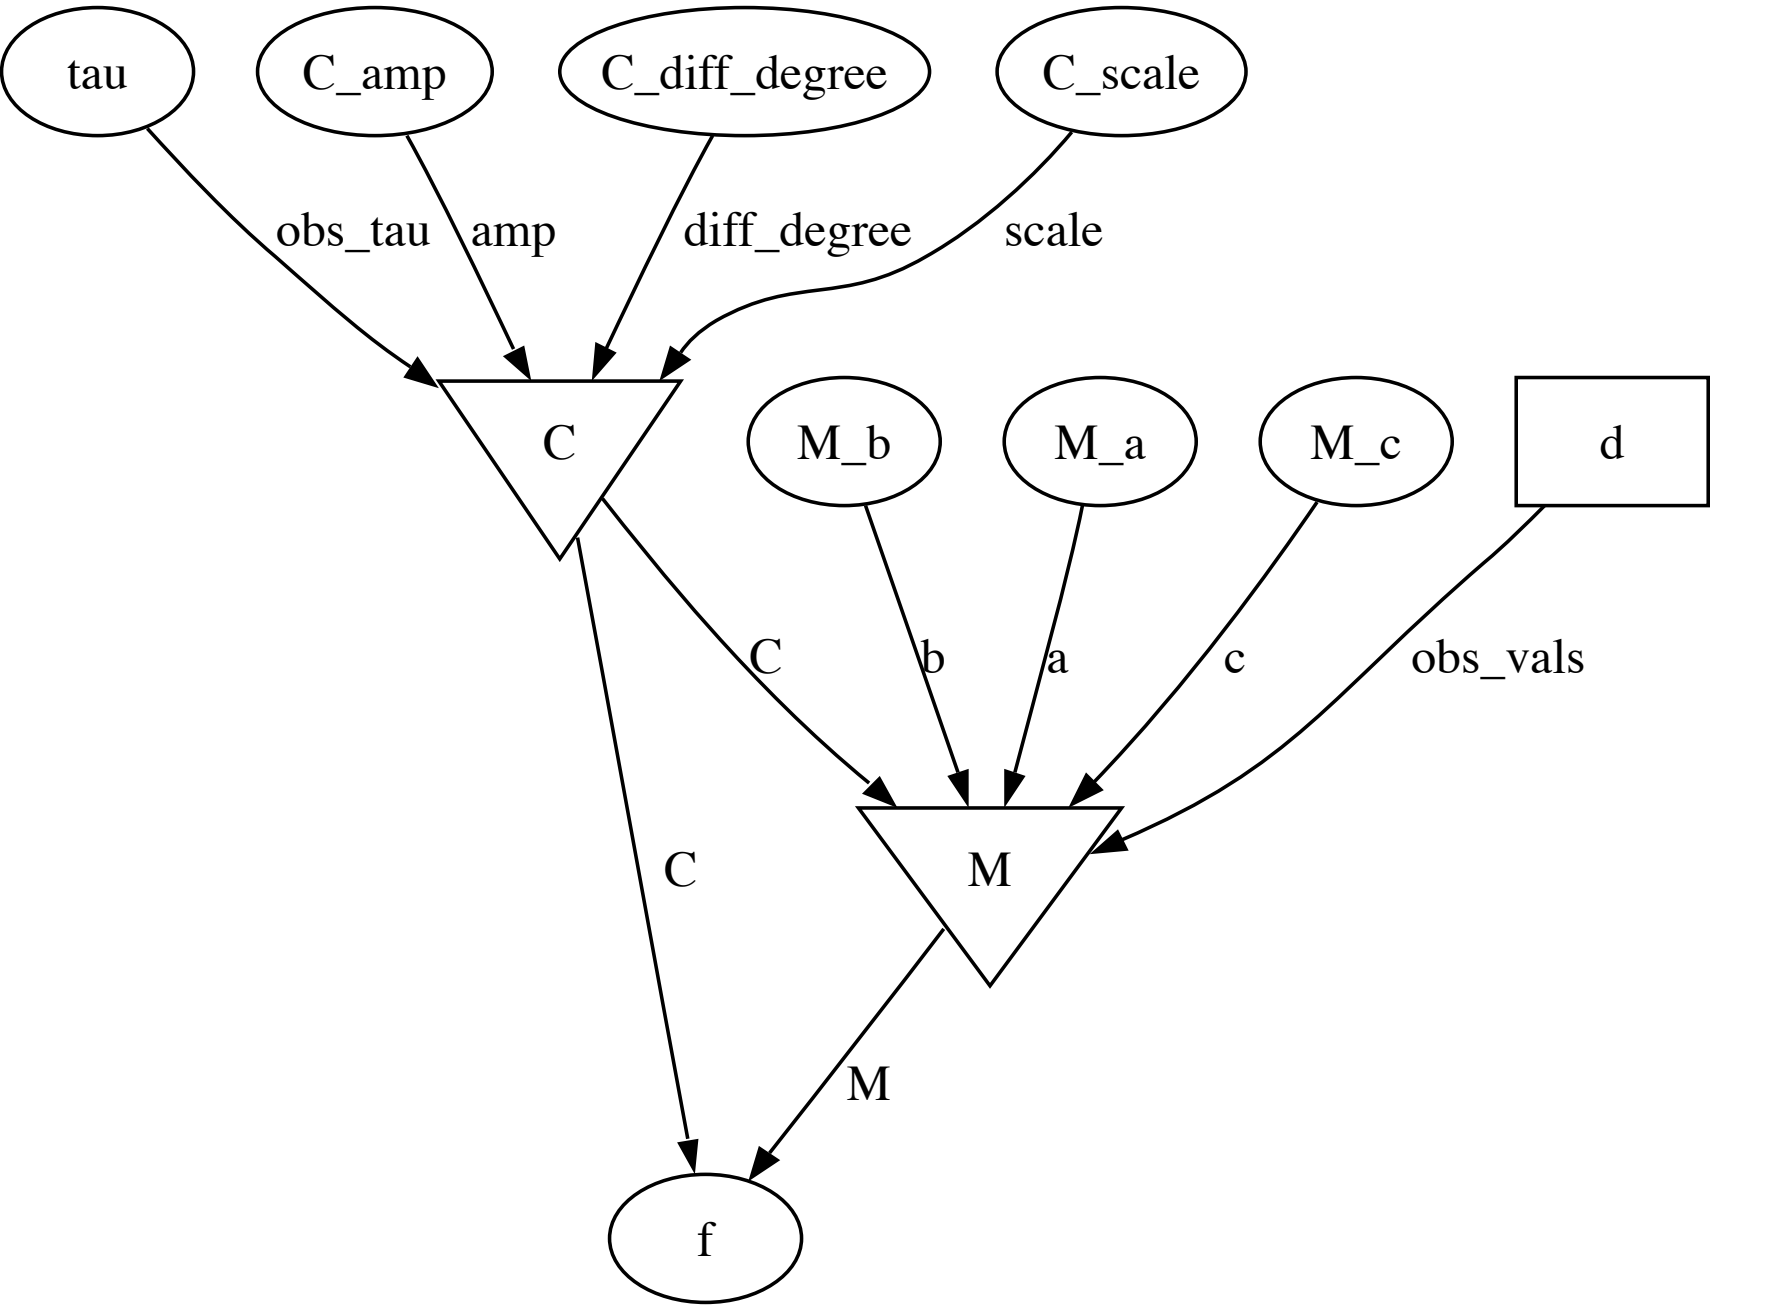 tau
C_amp
C_diff_degree
C_scale
obs_tau
amp
diff_degree
scale
C
M_b
M_a
M_c
d
C
b
a
c
obs_vals
C
M
M
f